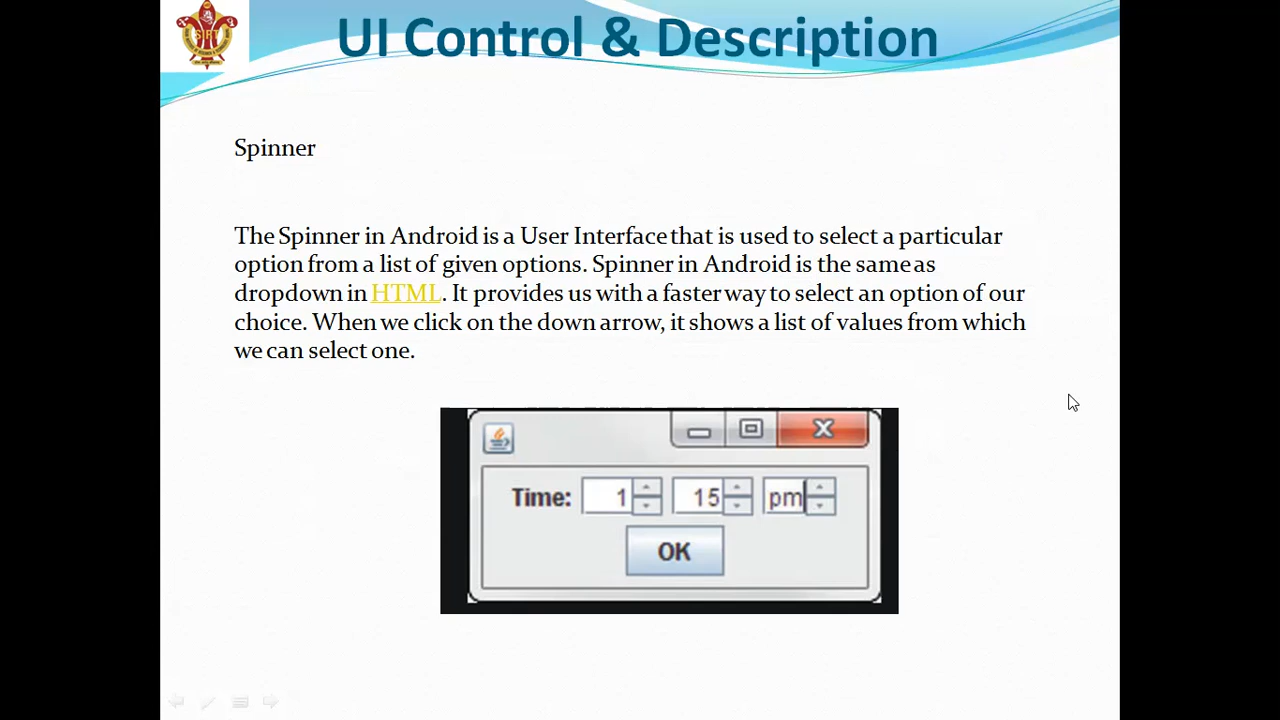 UI Control & Description
Spinner
The Spinner in Android is a User Interface that is used to select a particular
option from a list of given options. Spinner in Android is the same as
dropdown in HTML. It provides us with a faster way to select an option of our
choice. When we click on the down arrow, it shows a list of values from which
we can select one.
Time: 1 15 pm
OK